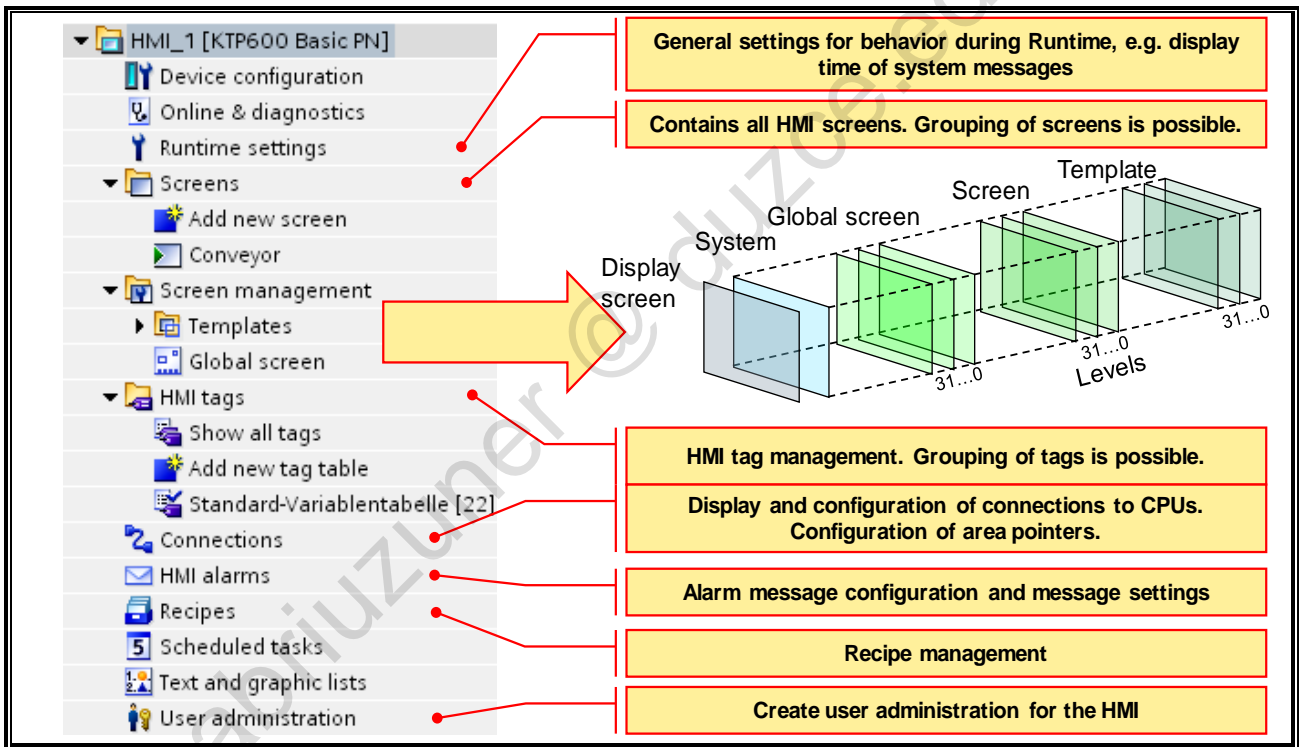 HMI_1 [KTP600 Basic PN]
Device configuration
Online & diagnostics
Runtime settings
Screens
Add new screen
Conveyor
Screen management
Templates
Global screen
HMI tags
Show all tags
Add new tag table
Standard-Variablentabelle [22]
Connections
HMI alarms
Recipes
Scheduled tasks
Text and graphic lists
User administration
General settings for behavior during Runtime, e.g. display
time of system messages
Contains all HMI screens. Grouping of screens is possible.
Template
Screen
Global screen
System
Display
screen
31...0
31...0
31...0
Levels
HMI tag management. Grouping of tags is possible.
Display and configuration of connections to CPUs.
Configuration of area pointers.
Alarm message configuration and message settings
Recipe management
Create user administration for the HMI
abriuzuner @ duzce.ed